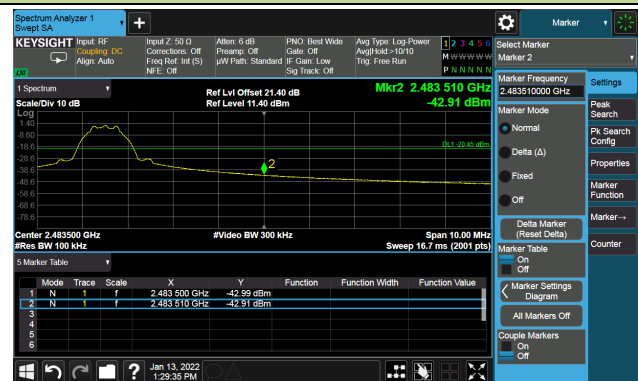 Spectrum Analyzer 1
Swept SA
+
Marker
KEYSIGHT
Input: RF
Coupling: DC
Align: Auto
Input Z: 50 Ω
Corrections: Off
Freq Ref: Int (S)
NFE: Off
Atten: 6 dB
Preamp: Off
µW Path: Standard
PNO: Best Wide
Gate: Off
IF Gain: Low
Sig Track: Off
Avg Type: Log-Power
Avg|Hold:>10/10
Trig: Free Run
1 2 3 4 5 6
M W W W W W
P N N N N N
LXI
Select Marker
Marker 2
1 Spectrum
Scale/Div 10 dB
Ref Lvl Offset 21.40 dB
Ref Level 11.40 dBm
Mkr2 2.483 510 GHz
-42.91 dBm
Log
1.40
-8.60
-18.6
-28.6
-38.6
-48.6
-58.6
-68.6
-78.6
DL1 -20.45 dBm
2
Center 2.483500 GHz
#Res BW 100 kHz
#Video BW 300 kHz
Span 10.00 MHz
Sweep 16.7 ms (2001 pts)
5 Marker Table
Mode Trace Scale X Y Function Function Width Function Value
1 N 1 f 2.483 500 GHz -42.99 dBm
2 N 1 f 2.483 510 GHz -42.91 dBm
3
4
5
6
Marker Frequency
2.483510000 GHz
Marker Mode
Normal
Delta (Δ)
Fixed
Off
Delta Marker
(Reset Delta)
Marker Table
On
Off
Marker Settings
Diagram
All Markers Off
Couple Markers
On
Off
Settings
Peak
Search
Pk Search
Config
Properties
Marker
Function
Marker→
Counter
?
Jan 13, 2022
1:29:35 PM